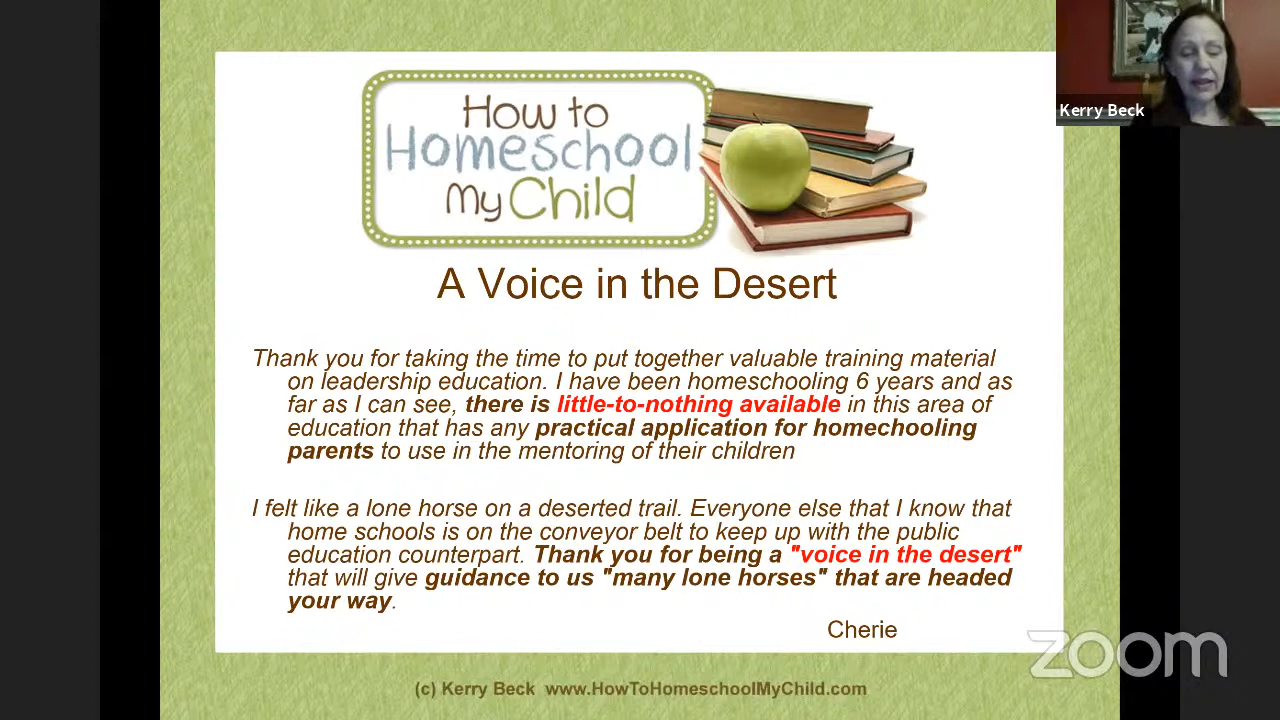 How to
Homeschool
My Child
Kerry Beck
A Voice in the Desert
Thank you for taking the time to put together valuable training material
on leadership education. I have been homeschooling 6 years and as
far as I can see, there is little-to-nothing available in this area of
education that has any practical application for homechooling
parents to use in the mentoring of their children
I felt like a lone horse on a deserted trail. Everyone else that I know that
home schools is on the conveyor belt to keep up with the public
education counterpart. Thank you for being a "voice in the desert"
that will give guidance to us "many lone horses" that are headed
your way.
Cherie
zoom
(c) Kerry Beck www.HowToHomeschoolMyChild.com